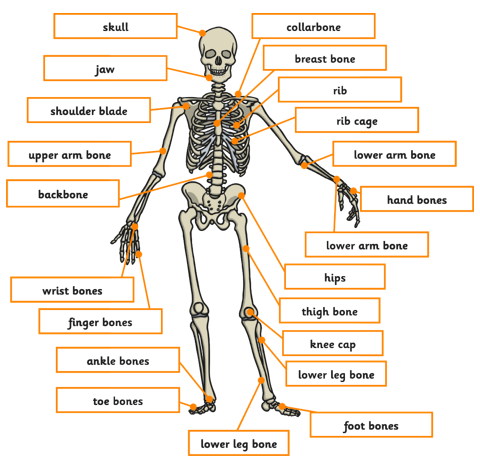 skull
collarbone
breast bone
jaw
rib
shoulder blade
rib cage
upper arm bone
lower arm bone
backbone
hand bones
lower arm bone
hips
wrist bones
thigh bone
finger bones
knee cap
ankle bones
lower leg bone
toe bones
foot bones
lower leg bone